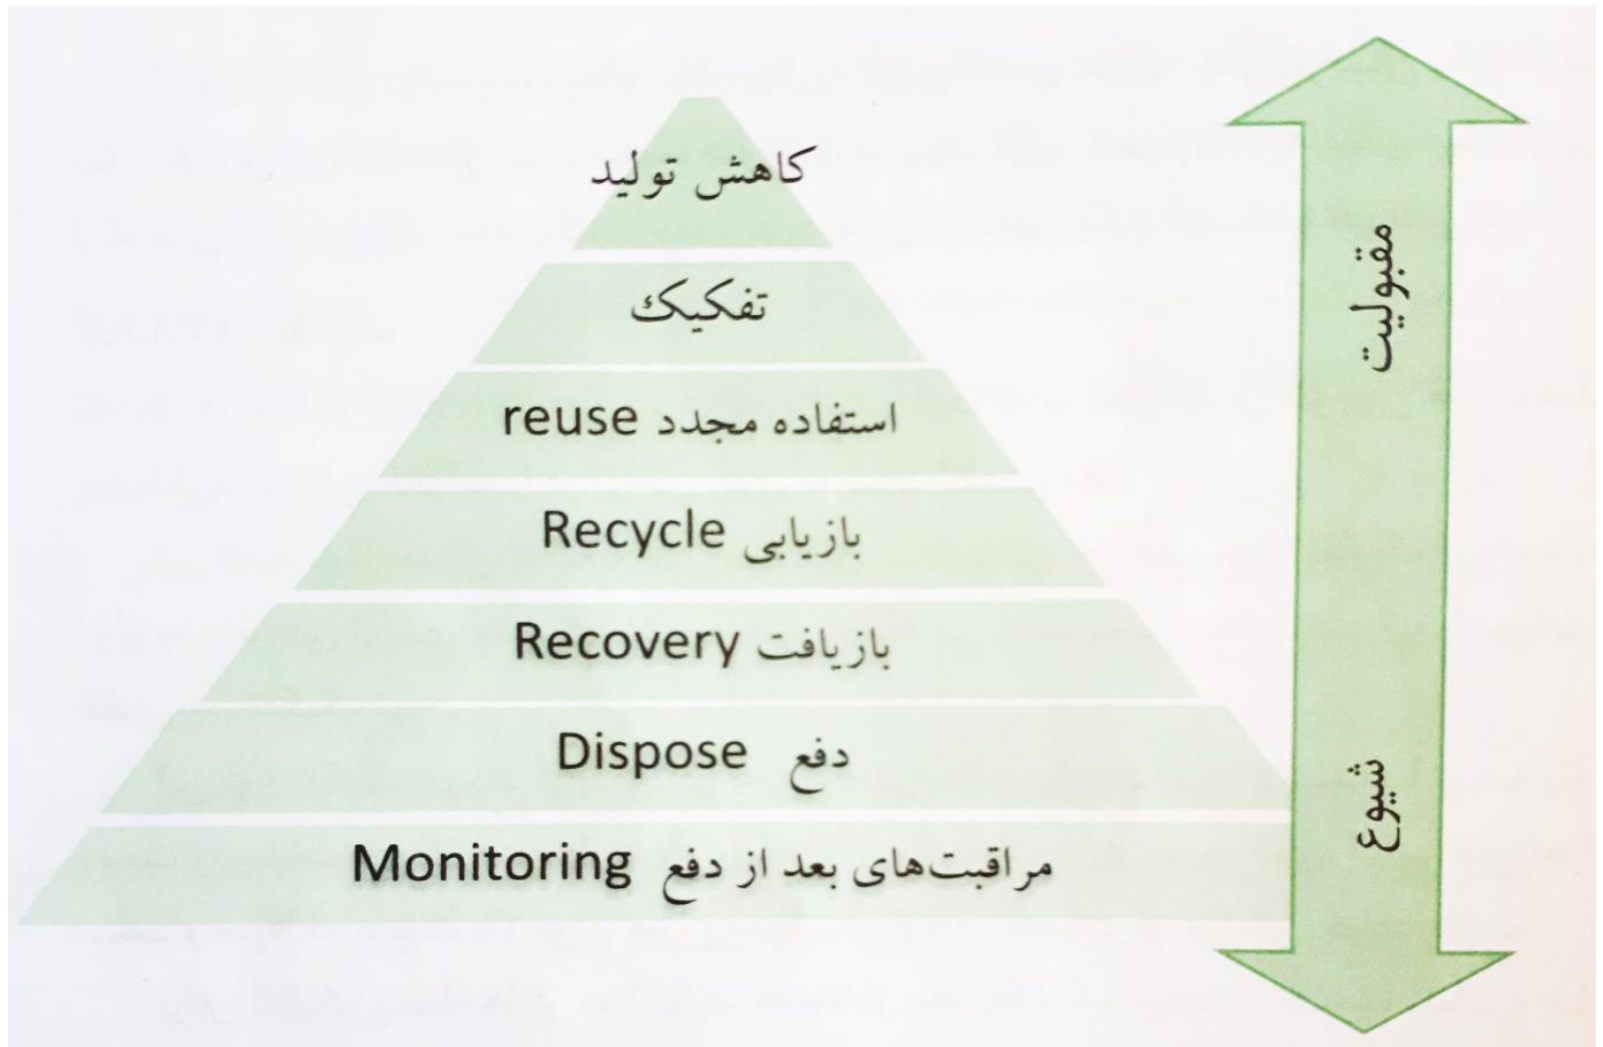 کاهش تولید
تفکیک
استفاده مجدد reuse
بازیابی Recycle
بازیافت Recovery
دفع Dispose
مراقبت‌های بعد از دفع Monitoring
مقبولیت
شیوع